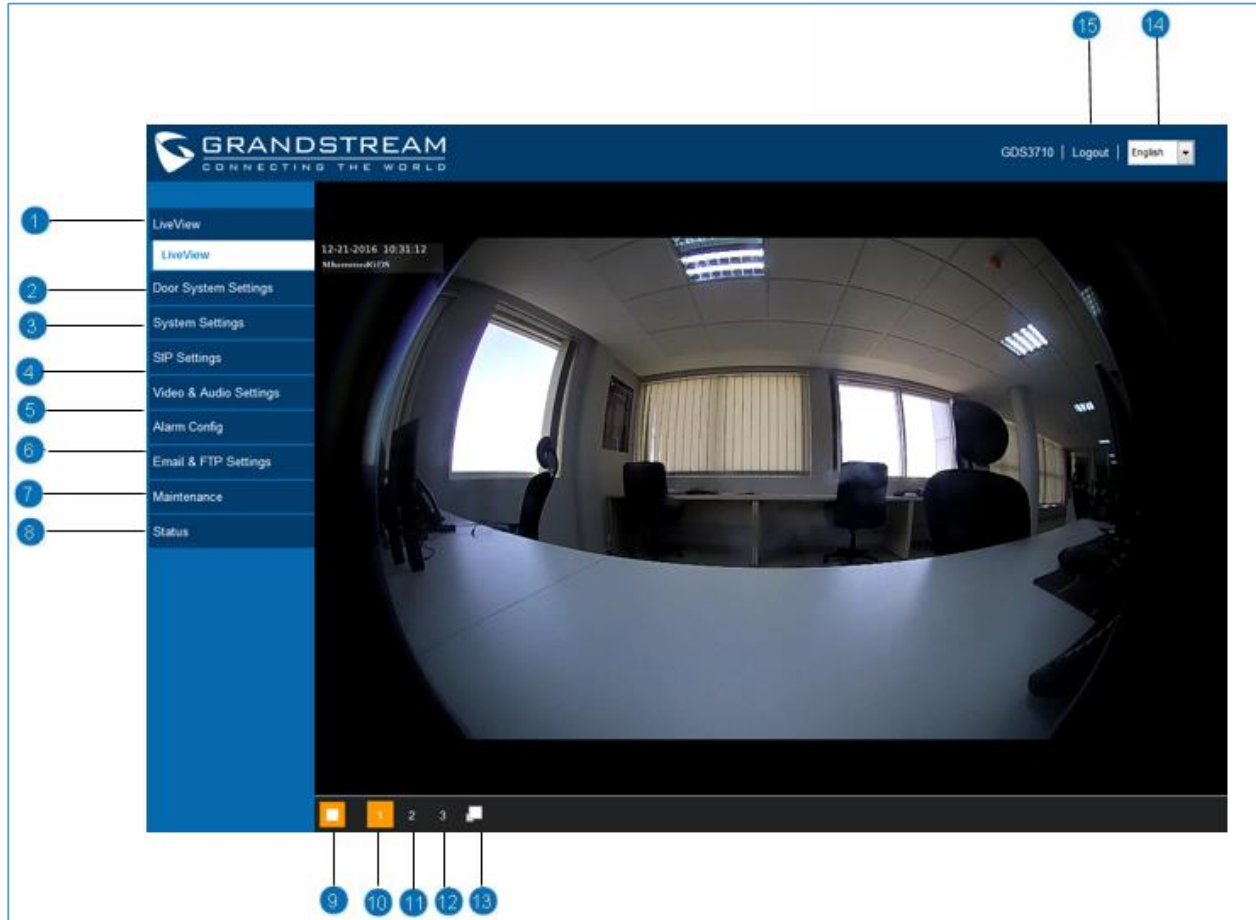 15 14
GRANDSTREAM
CONNECTING THE WORLD
GDS3710 | Logout | English
1 LiveView
LiveView
12-21-2016 10:31:12
2 Door System Settings
3 System Settings
SIP Settings
4
Video & Audio Settings
5
Alarm Config
6
Email & FTP Settings
7 Maintenance
8 Status
1 2 3
9 10 11 12 13